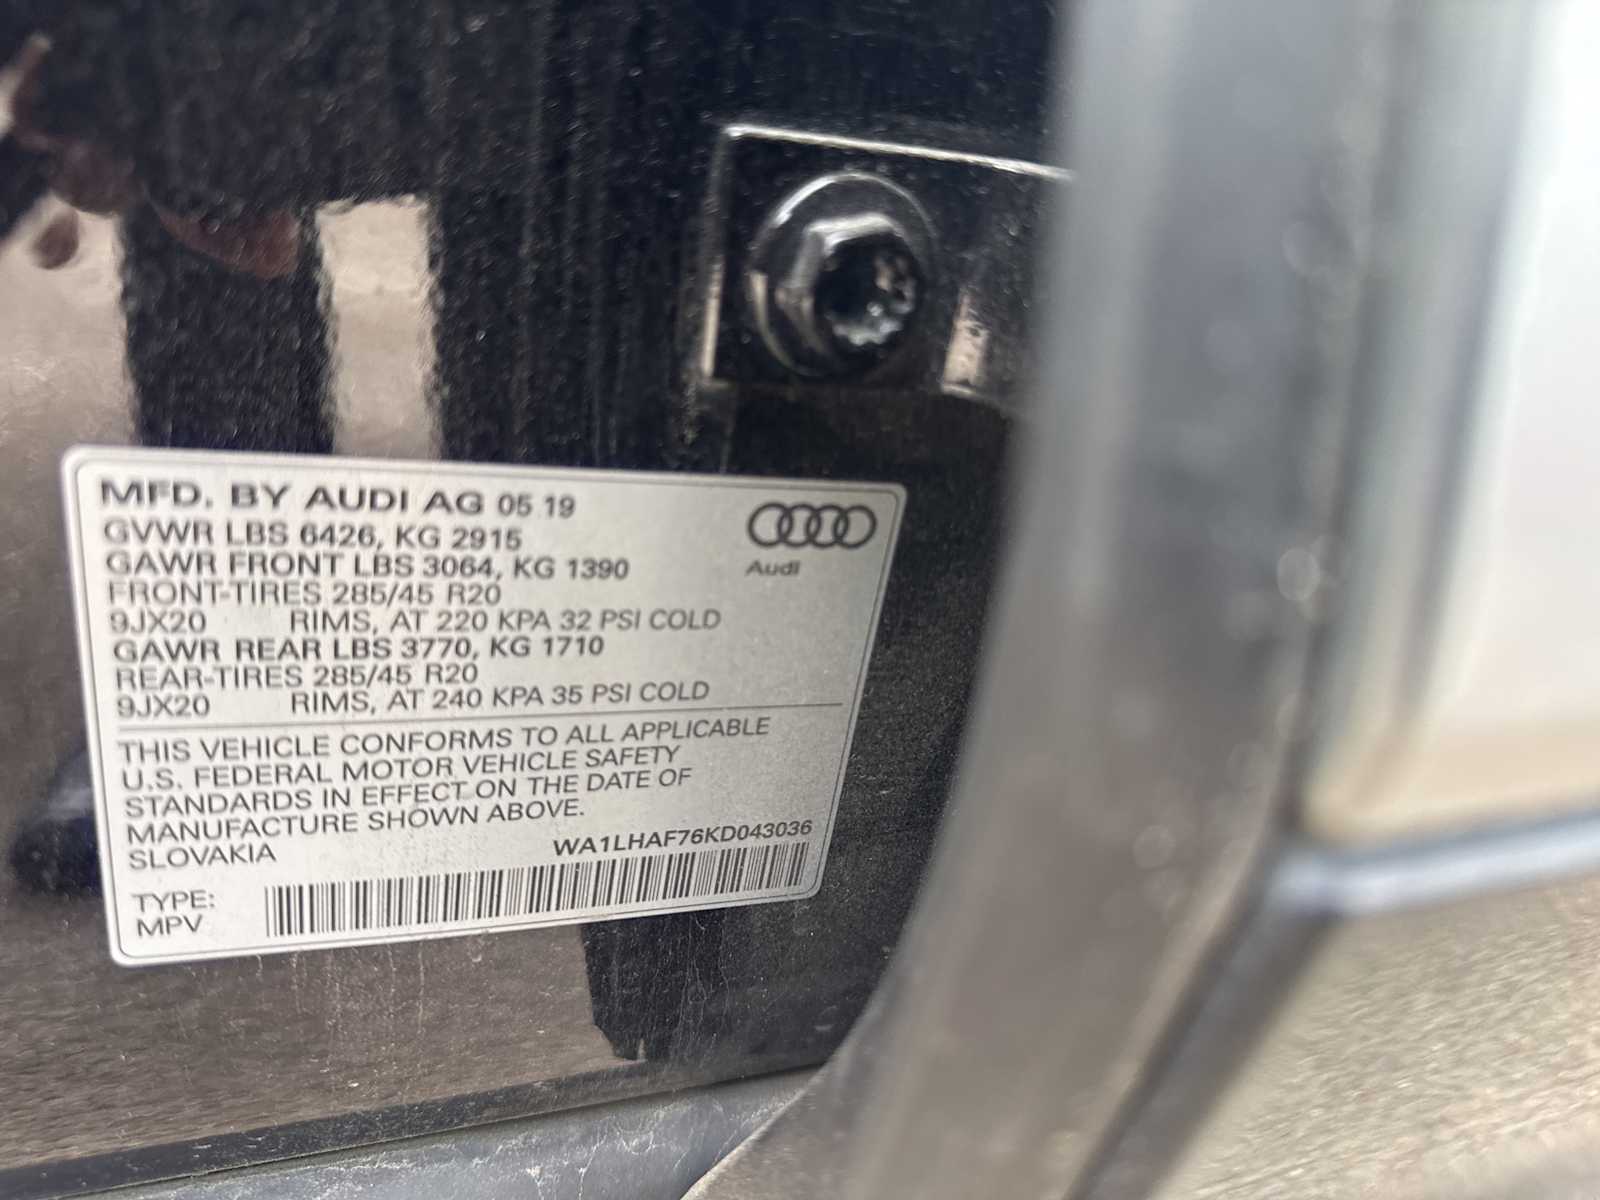 MFD. BY AUDI AG 05 19
GVWR LBS 6426, KG 2915
GAWR FRONT LBS 3064, KG 1390
FRONT-TIRES 285/45 R20
9JX20 RIMS, AT 220 KPA 32 PSI COLD
GAWR REAR LBS 3770, KG 1710
REAR-TIRES 285/45 R20
9JX20 RIMS, AT 240 KPA 35 PSI COLD
Audi
THIS VEHICLE CONFORMS TO ALL APPLICABLE
U.S. FEDERAL MOTOR VEHICLE SAFETY
STANDARDS IN EFFECT ON THE DATE OF
MANUFACTURE SHOWN ABOVE.
SLOVAKIA WA1LHAF76KD043036
TYPE:
MPV